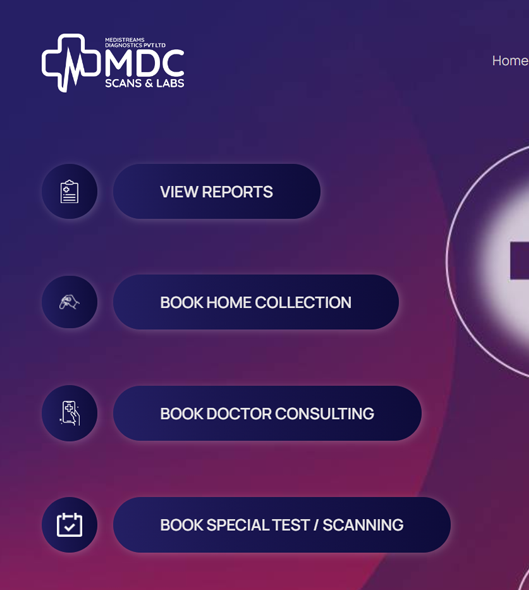 MEDISTREAMS
DIAGNOSTICS PVT LTD
MDC
SCANS & LABS
Home
VIEW REPORTS
BOOK HOME COLLECTION
BOOK DOCTOR CONSULTING
BOOK SPECIAL TEST / SCANNING